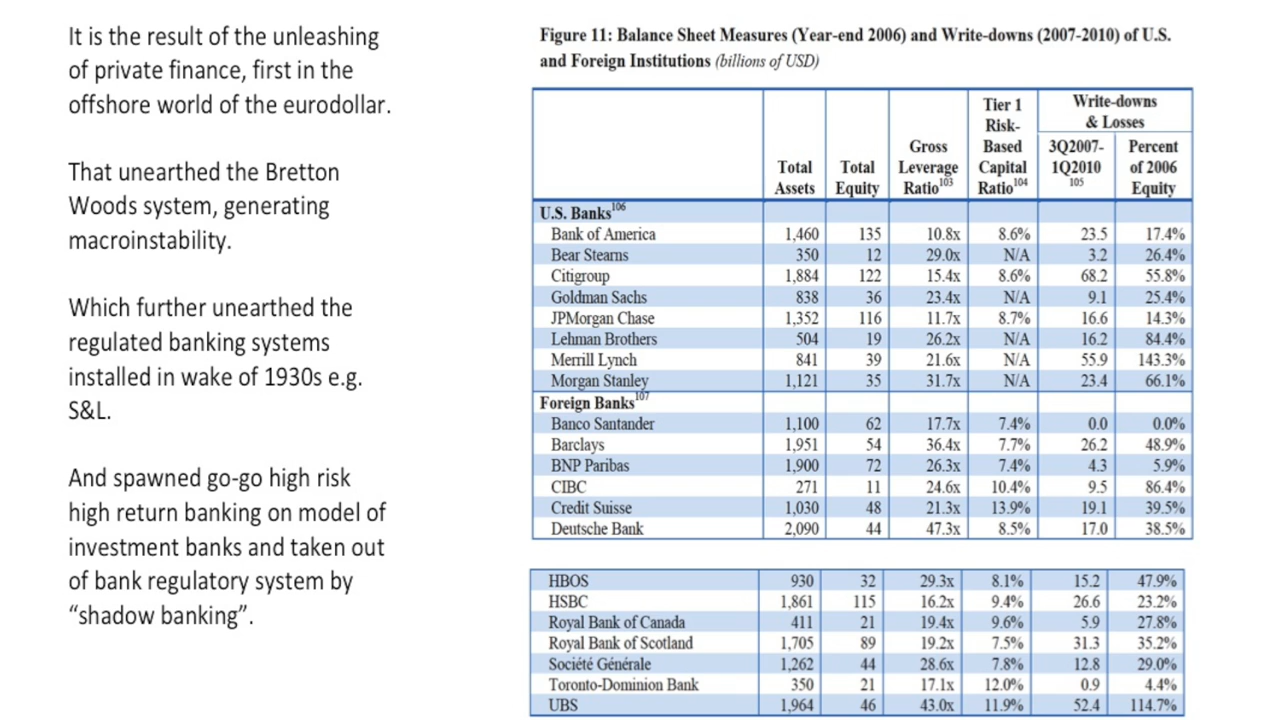 It is the result of the unleashing
of private finance, first in the
offshore world of the eurodollar.
That unearthed the Bretton
Woods system, generating
macroinstability.
Which further unearthed the
regulated banking systems
installed in wake of 1930s e.g.
S&L.
And spawned go-go high risk
high return banking on model of
investment banks and taken out
of bank regulatory system by
“shadow banking”.
Figure 11: Balance Sheet Measures (Year-end 2006) and Write-downs (2007-2010) of U.S.
and Foreign Institutions (billions of USD)
Total Assets
Total Equity
Gross Leverage Ratio103
Tier 1 Risk-Based Capital Ratio104
Write-downs & Losses
3Q2007-1Q2010 105
Percent of 2006 Equity
U.S. Banks106
Bank of America 1,460 135 10.8x 8.6% 23.5 17.4%
Bear Stearns 350 12 29.0x N/A 3.2 26.4%
Citigroup 1,884 122 15.4x 8.6% 68.2 55.8%
Goldman Sachs 838 36 23.4x N/A 9.1 25.4%
JPMorgan Chase 1,352 116 11.7x 8.7% 16.6 14.3%
Lehman Brothers 504 19 26.2x N/A 16.2 84.4%
Merrill Lynch 841 39 21.6x N/A 55.9 143.3%
Morgan Stanley 1,121 35 31.7x N/A 23.4 66.1%
Foreign Banks107
Banco Santander 1,100 62 17.7x 7.4% 0.0 0.0%
Barclays 1,951 54 36.4x 7.7% 26.2 48.9%
BNP Paribas 1,900 72 26.3x 7.4% 4.3 5.9%
CIBC 271 11 24.6x 10.4% 9.5 86.4%
Credit Suisse 1,030 48 21.3x 13.9% 19.1 39.5%
Deutsche Bank 2,090 44 47.3x 8.5% 17.0 38.5%
HBOS 930 32 29.3x 8.1% 15.2 47.9%
HSBC 1,861 115 16.2x 9.4% 26.6 23.2%
Royal Bank of Canada 411 21 19.4x 9.6% 5.9 27.8%
Royal Bank of Scotland 1,705 89 19.2x 7.5% 31.3 35.2%
Société Générale 1,262 44 28.6x 7.8% 12.8 29.0%
Toronto-Dominion Bank 350 21 17.1x 12.0% 0.9 4.4%
UBS 1,964 46 43.0x 11.9% 52.4 114.7%